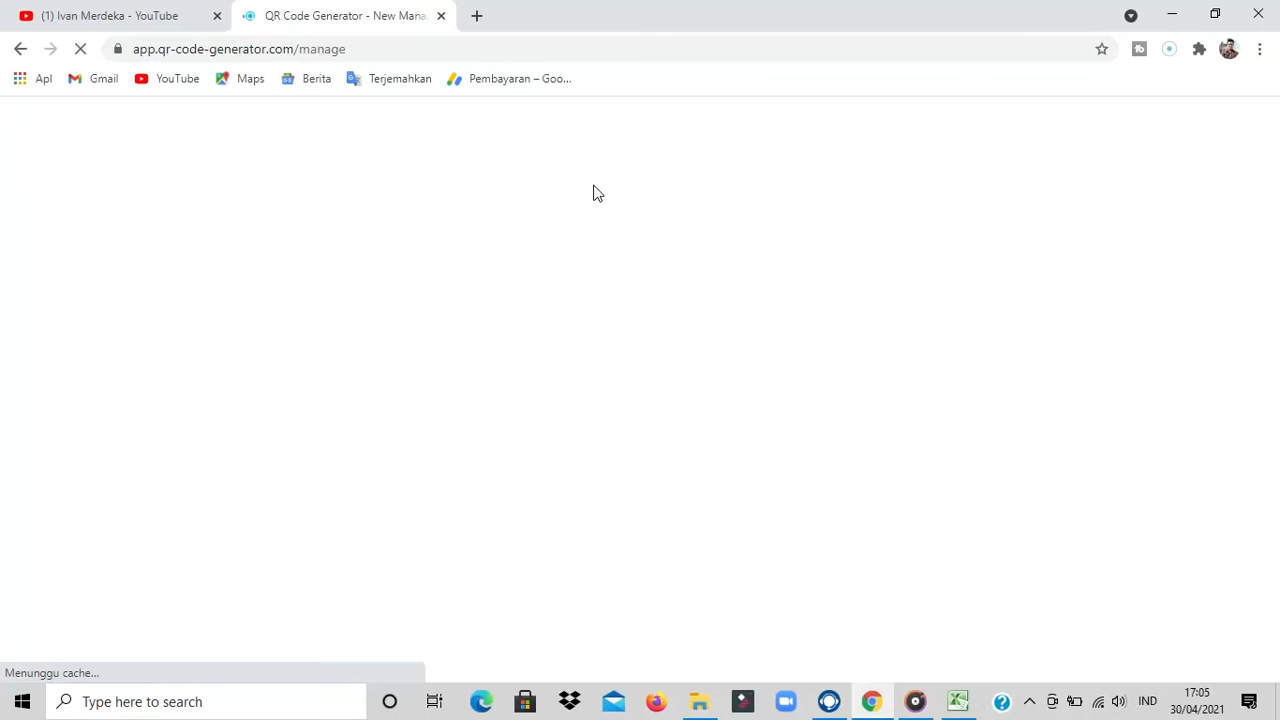 (1) Ivan Merdeka - YouTube
QR Code Generator - New Mana
app.qr-code-generator.com/manage
Apl
Gmail
YouTube
Maps
Berita
Terjemahkan
Pembayaran – Goo...
Menunggu cache...
Type here to search
IND
17:05
30/04/2021